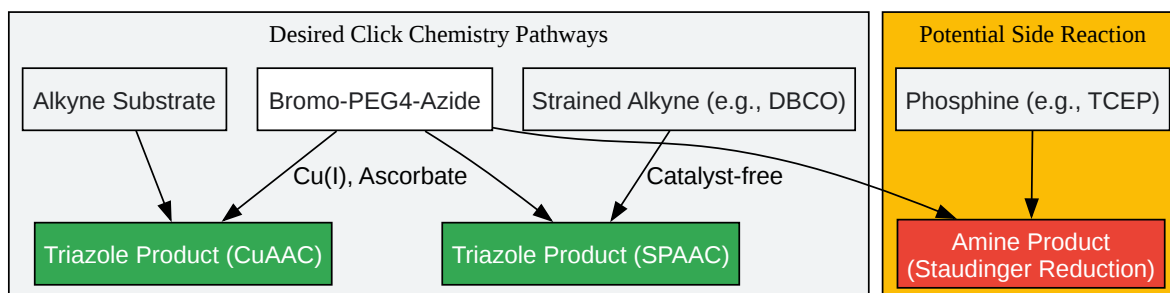 Desired Click Chemistry Pathways
Potential Side Reaction
Alkyne Substrate
Bromo-PEG4-Azide
Strained Alkyne (e.g., DBCO)
Phosphine (e.g., TCEP)
Cu(I), Ascorbate
Catalyst-free
Triazole Product (CuAAC)
Triazole Product (SPAAC)
Amine Product
(Staudinger Reduction)